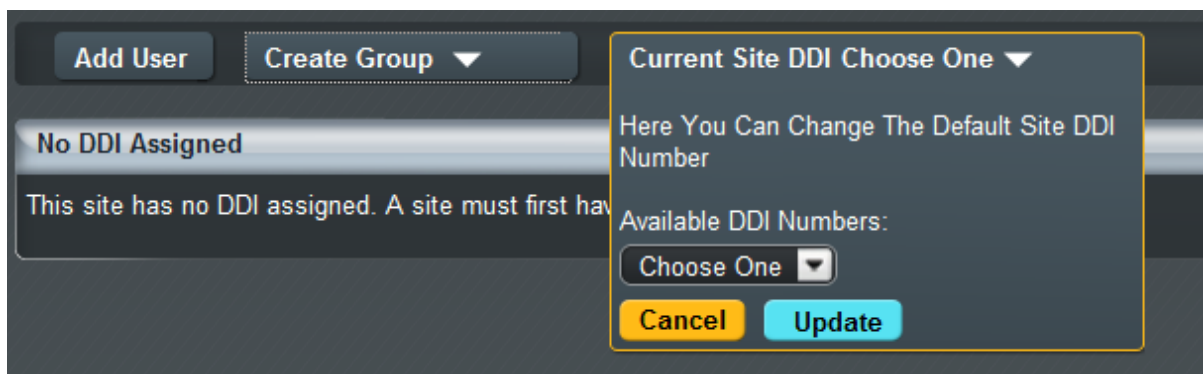 Add User
Create Group
Current Site DDI Choose One
Here You Can Change The Default Site DDI
Number
Available DDI Numbers:
Choose One
Cancel
Update
No DDI Assigned
This site has no DDI assigned. A site must first